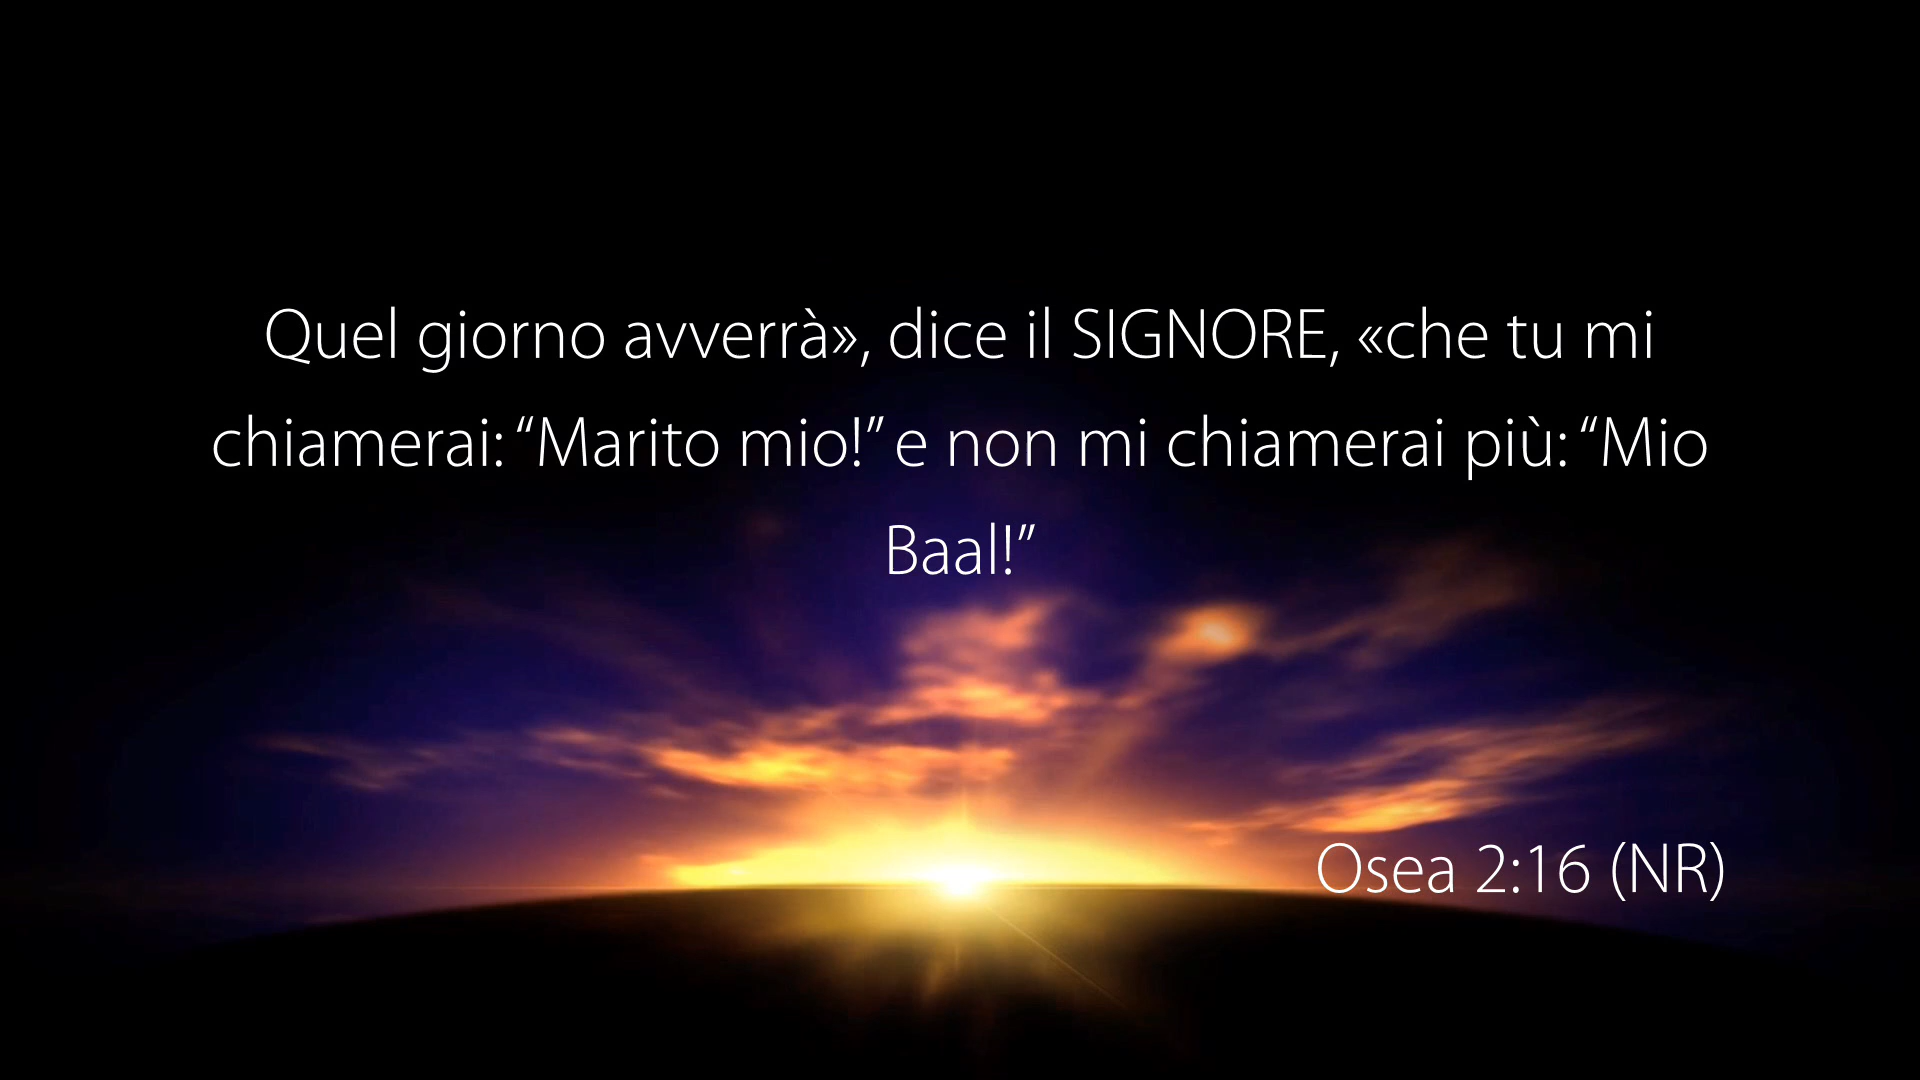 Quel giorno avverrà», dice il SIGNORE, «che tu mi
chiamerai: “Marito mio!” e non mi chiamerai più: “Mio
Baal!”
Osea 2:16 (NR)